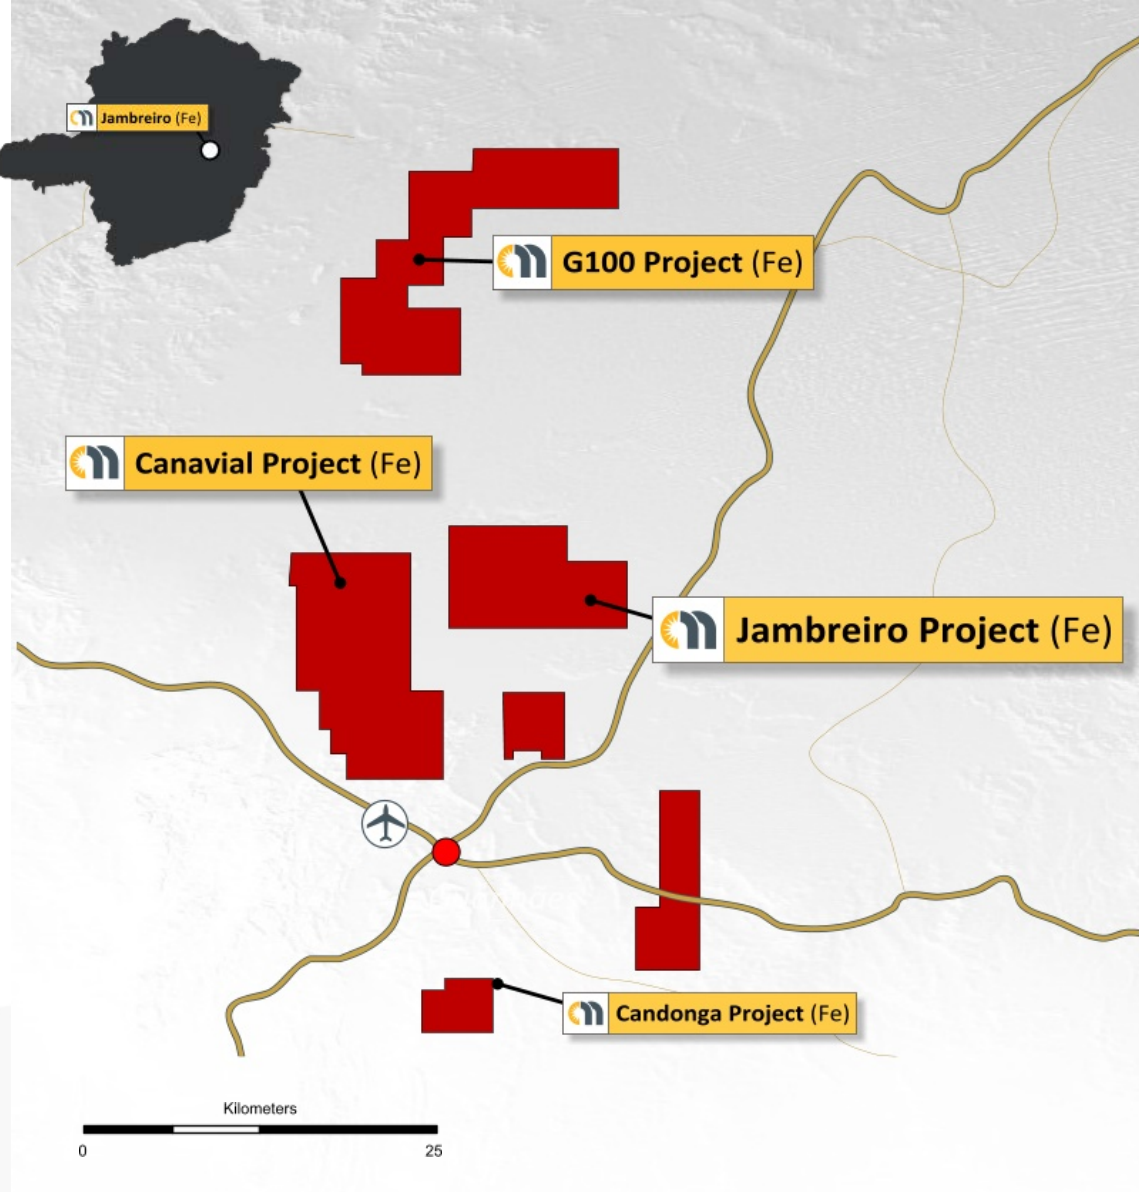 Jambreiro (Fe)
G100 Project (Fe)
Canavial Project (Fe)
Jambreiro Project (Fe)
Candonga Project (Fe)
Kilometers
0 25